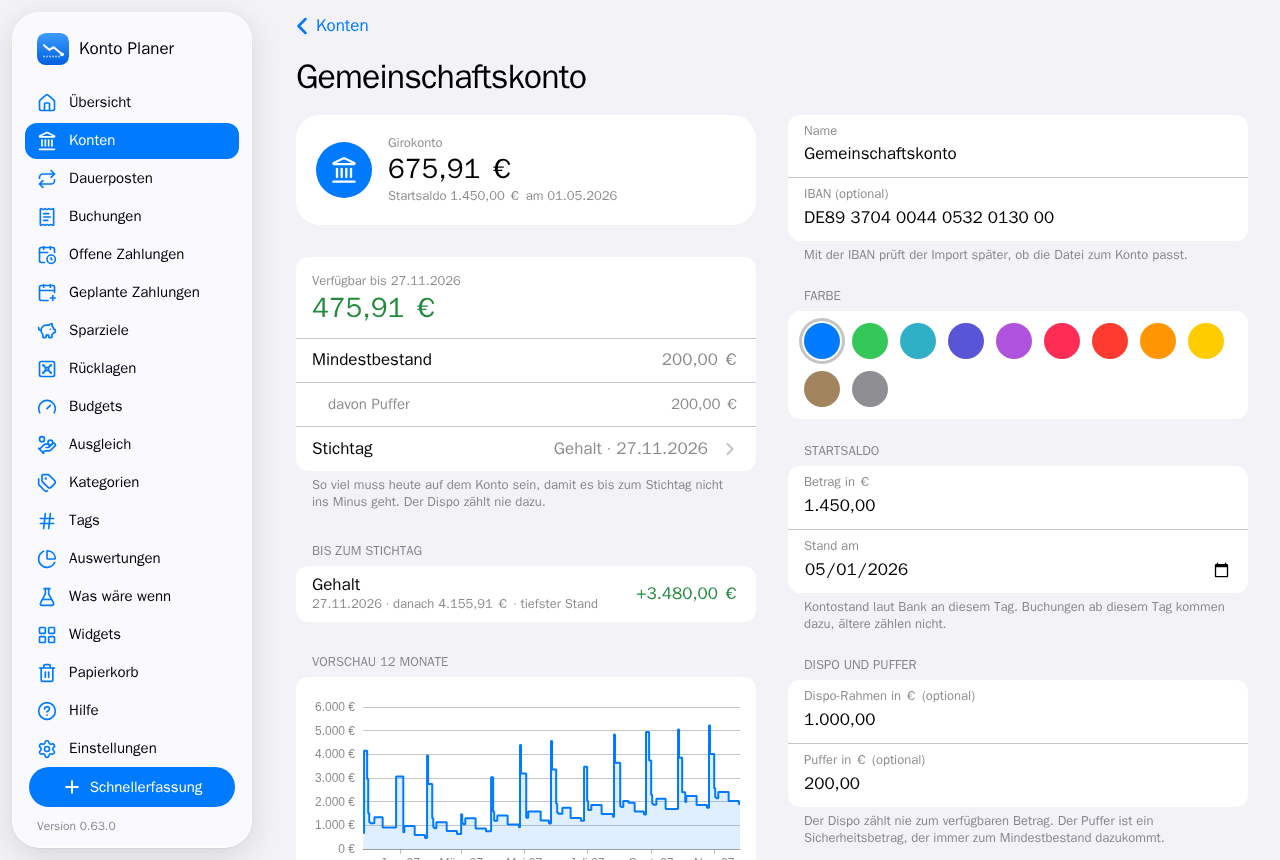 Konto Planer
Übersicht
Konten
Dauerposten
Buchungen
Offene Zahlungen
Geplante Zahlungen
Sparziele
Rücklagen
Budgets
Ausgleich
Kategorien
Tags
Auswertungen
Was wäre wenn
Widgets
Papierkorb
Hilfe
Einstellungen
Schnellerfassung
Version 0.63.0
Konten
Gemeinschaftskonto
Girokonto
675,91 €
Startsaldo 1.450,00 € am 01.05.2026
Verfügbar bis 27.11.2026
475,91 €
Mindestbestand 200,00 €
davon Puffer 200,00 €
Stichtag Gehalt · 27.11.2026
So viel muss heute auf dem Konto sein, damit es bis zum Stichtag nicht
ins Minus geht. Der Dispo zählt nie dazu.
BIS ZUM STICHTAG
Gehalt
27.11.2026 · danach 4.155,91 € · tiefster Stand
+3.480,00 €
VORSCHAU 12 MONATE
6.000 €
5.000 €
4.000 €
3.000 €
2.000 €
1.000 €
0 €
Name
Gemeinschaftskonto
IBAN (optional)
DE89 3704 0044 0532 0130 00
Mit der IBAN prüft der Import später, ob die Datei zum Konto passt.
FARBE
STARTSALDO
Betrag in €
1.450,00
Stand am
05/01/2026
Kontostand laut Bank an diesem Tag. Buchungen ab diesem Tag kommen
dazu, ältere zählen nicht.
DISPO UND PUFFER
Dispo-Rahmen in € (optional)
1.000,00
Puffer in € (optional)
200,00
Der Dispo zählt nie zum verfügbaren Betrag. Der Puffer ist ein
Sicherheitsbetrag, der immer zum Mindestbestand dazukommt.